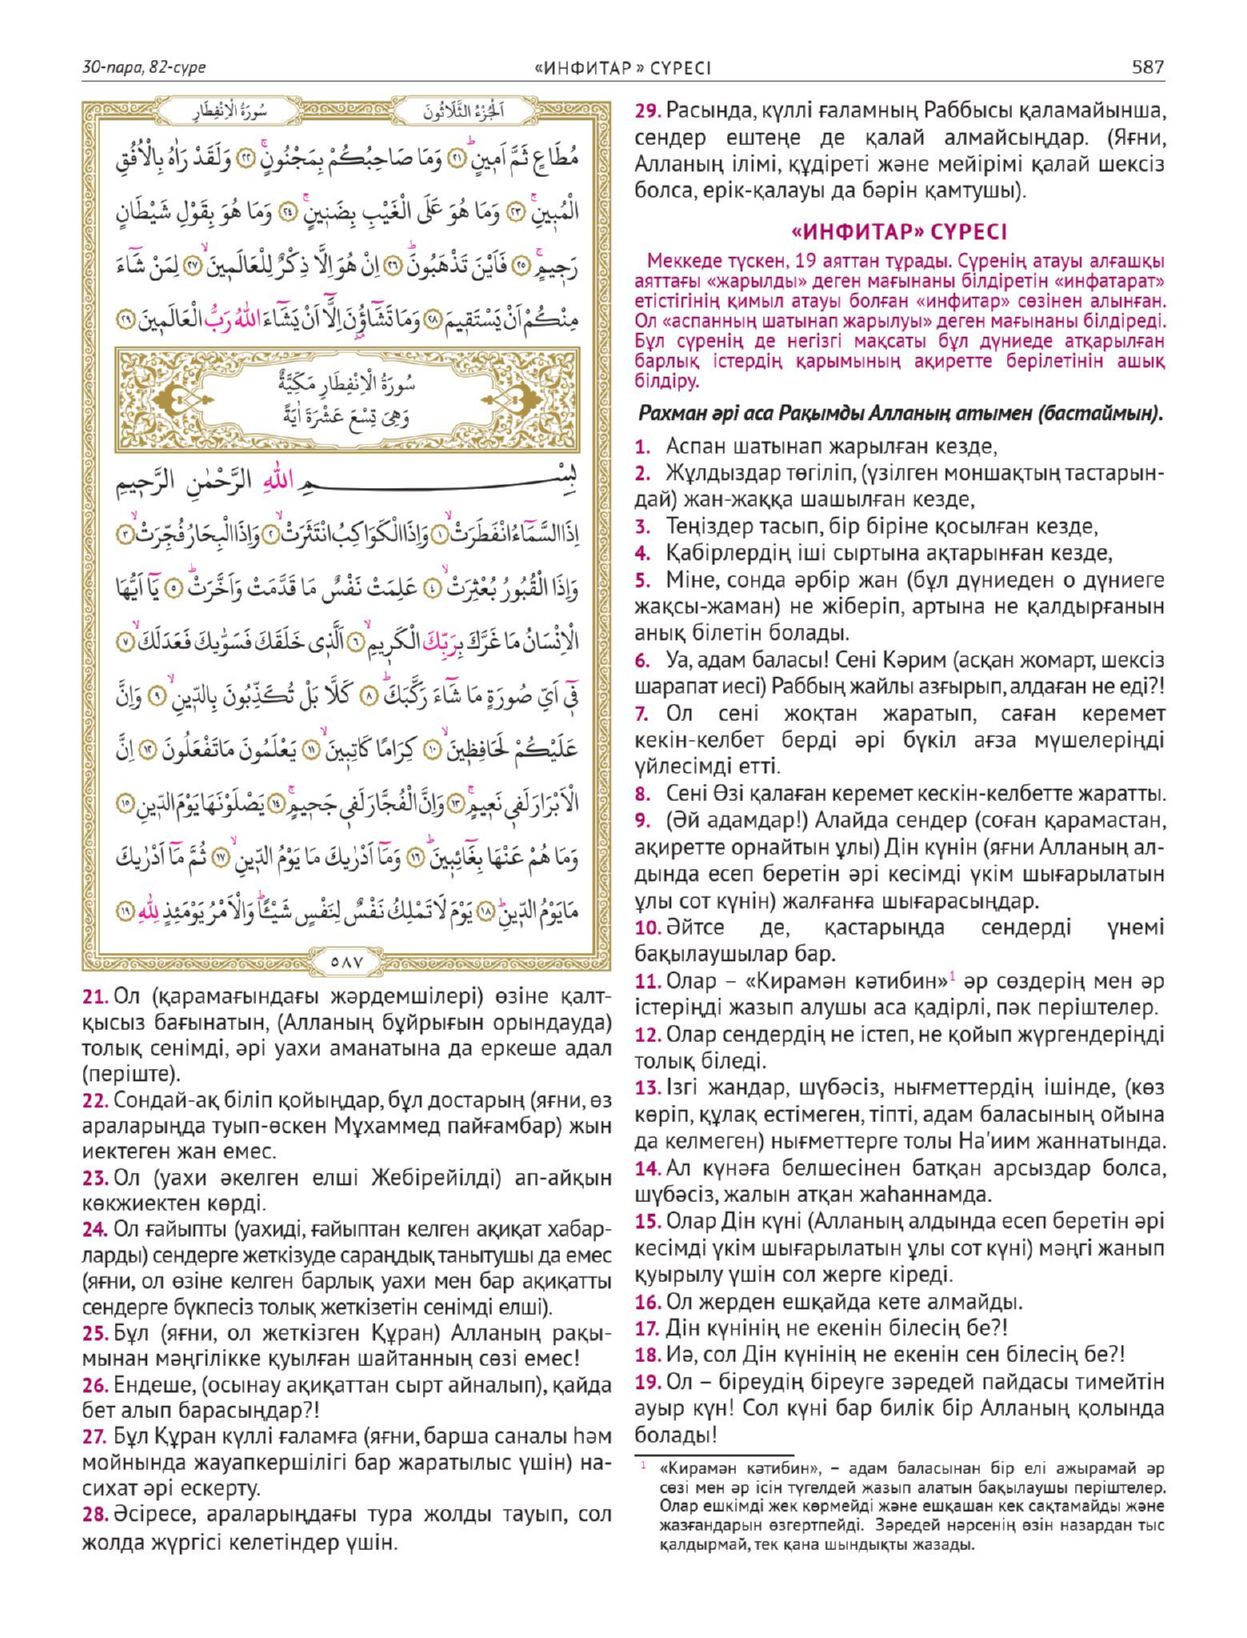 30-пара, 82-сүре
«ИНФИТАР » СҮРЕСІ
587
سُورَةُ الْاِنْفِطَارِ
اَلْجُزْءُ الثَّلَاثُونَ
مُطَاعٍ ثَمَّ اَمِينٍۜ ﴿٢١﴾ وَمَا صَاحِبُكُمْ بِمَجْنُونٍۚ ﴿٢٢﴾ وَلَقَدْ رَاٰهُ بِالْاُفُقِ
الْمُبِينِۚ ﴿٢٣﴾ وَمَا هُوَ عَلَى الْغَيْبِ بِضَنِينٍۚ ﴿٢٤﴾ وَمَا هُوَ بِقَوْلِ شَيْطَانٍ
رَجِيمٍۚ ﴿٢٥﴾ فَاَيْنَ تَذْهَبُونَۜ ﴿٢٦﴾ اِنْ هُوَ اِلَّا ذِكْرٌ لِلْعَالَمِينَۙ ﴿٢٧﴾ لِمَنْ شَٓاءَ
مِنْكُمْ اَنْ يَسْتَقِيمَۜ ﴿٢٨﴾ وَمَا تَشَٓاؤُ۫نَ اِلَّٓا اَنْ يَشَٓاءَ اللّٰهُ رَبُّ الْعَالَمِينَ ﴿٢٩﴾
سُورَةُ الْاِنْفِطَارِ مَكِّيَّةٌ
وَهِىَ تِسْعَ عَشْرَةَ اٰيَةً
بِسْمِ اللّٰهِ الرَّحْمٰنِ الرَّحِيمِ
اِذَا السَّمَٓاءُ انْفَطَرَتْۙ ﴿١﴾ وَاِذَا الْكَوَاكِبُ انْتَثَرَتْۙ ﴿٢﴾ وَاِذَا الْبِحَارُ فُجِّرَتْۙ ﴿٣﴾
وَاِذَا الْقُبُورُ بُعْثِرَتْۙ ﴿٤﴾ عَلِمَتْ نَفْسٌ مَا قَدَّمَتْ وَاَخَّرَتْۜ ﴿٥﴾ يَٓا اَيُّهَا
الْاِنْسَانُ مَا غَرَّكَ بِرَبِّكَ الْكَرِيمِۙ ﴿٦﴾ اَلَّذِى خَلَقَكَ فَسَوّٰيكَ فَعَدَلَكَۙ ﴿٧﴾
فِٓى اَيِّ صُورَةٍ مَا شَٓاءَ رَكَّبَكَۜ ﴿٨﴾ كَلَّا بَلْ تُكَذِّبُونَ بِالدِّينِۙ ﴿٩﴾ وَاِنَّ
عَلَيْكُمْ لَحَافِظِينَۙ ﴿١٠﴾ كِرَامًا كَاتِبِينَۙ ﴿١١﴾ يَعْلَمُونَ مَا تَفْعَلُونَ ﴿١٢﴾ اِنَّ
الْاَبْرَارَ لَفِى نَعِيمٍۚ ﴿١٣﴾ وَاِنَّ الْفُجَّارَ لَفِى جَحِيمٍۚ ﴿١٤﴾ يَصْلَوْنَهَا يَوْمَ الدِّينِ ﴿١٥﴾
وَمَا هُمْ عَنْهَا بِغَٓائِبِينَۜ ﴿١٦﴾ وَمَٓا اَدْرٰيكَ مَا يَوْمُ الدِّينِۙ ﴿١٧﴾ ثُمَّ مَٓا اَدْرٰيكَ
مَا يَوْمُ الدِّينِۜ ﴿١٨﴾ يَوْمَ لَا تَمْلِكُ نَفْسٌ لِنَفْسٍ شَيْـًٔاۜ وَالْاَمْرُ يَوْمَئِذٍ لِلّٰهِ ﴿١٩﴾
٥٨٧
21. Ол (қарамағындағы жәрдемшілері) өзіне қалт-
қысыз бағынатын, (Алланың бұйрығын орындауда)
толық сенімді, әрі уахи аманатына да еркеше адал
(періште).
22. Сондай-ақ біліп қойыңдар, бұл достарың (яғни, өз
араларыңда туып-өскен Мұхаммед пайғамбар) жын
иектеген жан емес.
23. Ол (уахи әкелген елші Жебірейілді) ап-айқын
көкжиектен көрді.
24. Ол ғайыпты (уахиді, ғайыптан келген ақиқат хабар-
ларды) сендерге жеткізуде сараңдық танытушы да емес
(яғни, ол өзіне келген барлық уахи мен бар ақиқатты
сендерге бүкпесіз толық жеткізетін сенімді елші).
25. Бұл (яғни, ол жеткізген Құран) Алланың рақы-
мынан мәңгілікке қуылған шайтанның сөзі емес!
26. Ендеше, (осынау ақиқаттан сырт айналып), қайда
бет алып барасыңдар?!
27. Бұл Құран күллі ғаламға (яғни, барша саналы һәм
мойнында жауапкершілігі бар жаратылыс үшін) на-
сихат әрі ескерту.
28. Әсіресе, араларыңдағы тура жолды тауып, сол
жолда жүргісі келетіндер үшін.
29. Расында, күллі ғаламның Раббысы қаламайынша,
сендер ештеңе де қалай алмайсыңдар. (Яғни,
Алланың ілімі, құдіреті және мейірімі қалай шексіз
болса, ерік-қалауы да бәрін қамтушы).
«ИНФИТАР» СҮРЕСІ
Меккеде түскен, 19 аяттан тұрады. Сүренің атауы алғашқы
аяттағы «жарылды» деген мағынаны білдіретін «инфатарат»
етістігінің қимыл атауы болған «инфитар» сөзінен алынған.
Ол «аспанның шатынап жарылуы» деген мағынаны білдіреді.
Бұл сүренің де негізгі мақсаты бұл дүниеде атқарылған
барлық істердің қарымының ақиретте берілетінін ашық
білдіру.
Рахман әрі аса Рақымды Алланың атымен (бастаймын).
1. Аспан шатынап жарылған кезде,
2. Жұлдыздар төгіліп, (үзілген моншақтың тастарын-
дай) жан-жаққа шашылған кезде,
3. Теңіздер тасып, бір біріне қосылған кезде,
4. Қабірлердің іші сыртына ақтарынған кезде,
5. Міне, сонда әрбір жан (бұл дүниеден о дүниеге
жақсы-жаман) не жіберіп, артына не қалдырғанын
анық білетін болады.
6. Уа, адам баласы! Сені Кәрим (асқан жомарт, шексіз
шарапат иесі) Раббың жайлы азғырып, алдаған не еді?!
7. Ол сені жоқтан жаратып, саған керемет
кекін-келбет берді әрі бүкіл ағза мүшелеріңді
үйлесімді етті.
8. Сені Өзі қалаған керемет кескін-келбетте жаратты.
9. (Әй адамдар!) Алайда сендер (соған қарамастан,
ақиретте орнайтын ұлы) Дін күнін (яғни Алланың ал-
дында есеп беретін әрі кесімді үкім шығарылатын
ұлы сот күнін) жалғанға шығарасыңдар.
10. Әйтсе де, қастарыңда сендерді үнемі
бақылаушылар бар.
11. Олар – «Кирамән кәтибин»1 әр сөздерің мен әр
істеріңді жазып алушы аса қадірлі, пәк періштелер.
12. Олар сендердің не істеп, не қойып жүргендеріңді
толық біледі.
13. Ізгі жандар, шүбәсіз, нығметтердің ішінде, (көз
көріп, құлақ естімеген, тіпті, адам баласының ойына
да келмеген) нығметтерге толы На'иим жаннатында.
14. Ал күнәға белшесінен батқан арсыздар болса,
шүбәсіз, жалын атқан жаһаннамда.
15. Олар Дін күні (Алланың алдында есеп беретін әрі
кесімді үкім шығарылатын ұлы сот күні) мәңгі жанып
қуырылу үшін сол жерге кіреді.
16. Ол жерден ешқайда кете алмайды.
17. Дін күнінің не екенін білесің бе?!
18. Иә, сол Дін күнінің не екенін сен білесің бе?!
19. Ол – біреудің біреуге зәредей пайдасы тимейтін
ауыр күн! Сол күні бар билік бір Алланың қолында
болады!
1 «Кирамән кәтибин», – адам баласынан бір елі ажырамай әр
сөзі мен әр ісін түгелдей жазып алатын бақылаушы періштелер.
Олар ешкімді жек көрмейді және ешқашан кек сақтамайды және
жазғандарын өзгертпейді. Зәредей нәрсенің өзін назардан тыс
қалдырмай, тек қана шындықты жазады.